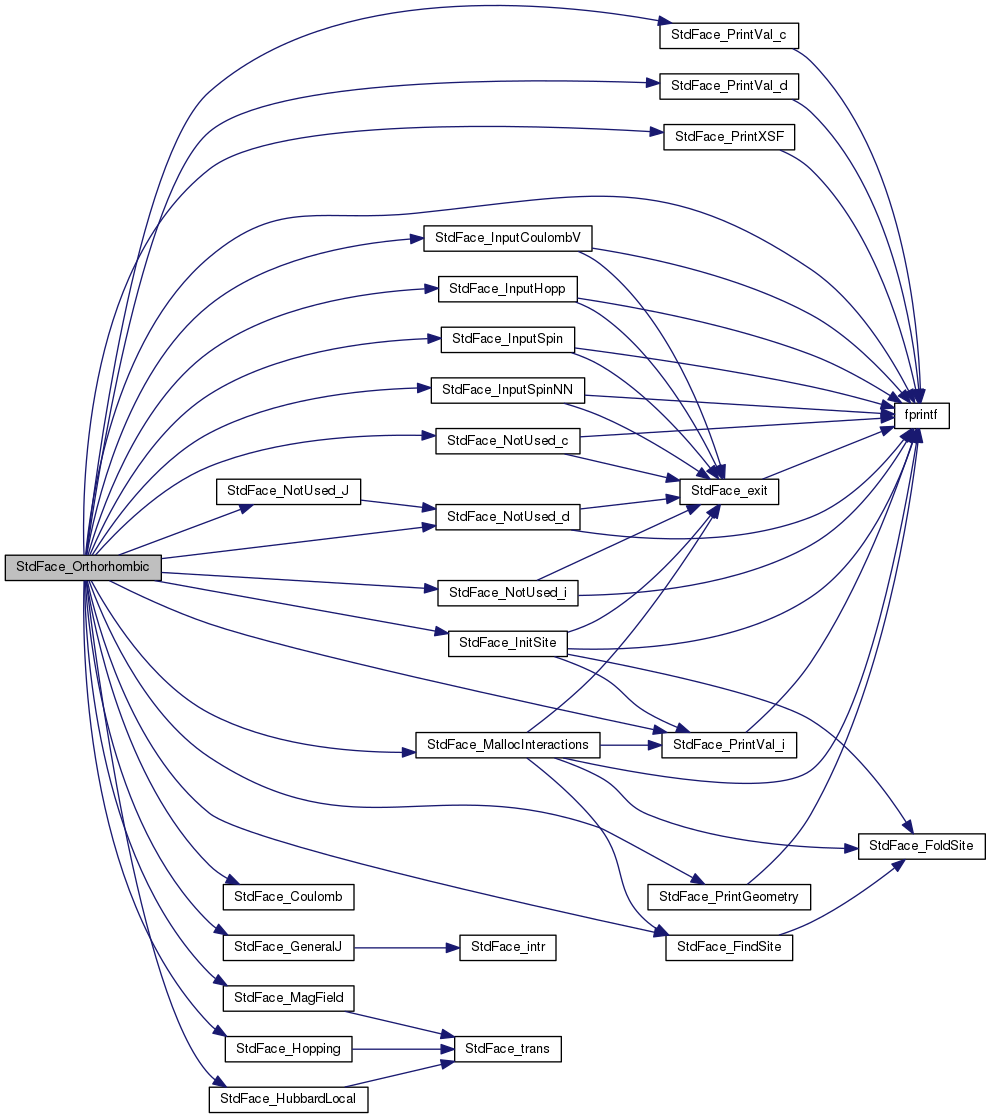 StdFace_PrintVal_c
StdFace_PrintVal_d
StdFace_PrintXSF
StdFace_InputCoulombV
StdFace_InputHopp
StdFace_InputSpin
StdFace_InputSpinNN
fprintf
StdFace_NotUsed_c
StdFace_NotUsed_J
StdFace_exit
StdFace_NotUsed_d
StdFace_Orthorhombic
StdFace_NotUsed_i
StdFace_InitSite
StdFace_MallocInteractions
StdFace_PrintVal_i
StdFace_FoldSite
StdFace_Coulomb
StdFace_PrintGeometry
StdFace_GeneralJ
StdFace_intr
StdFace_FindSite
StdFace_MagField
StdFace_Hopping
StdFace_trans
StdFace_HubbardLocal